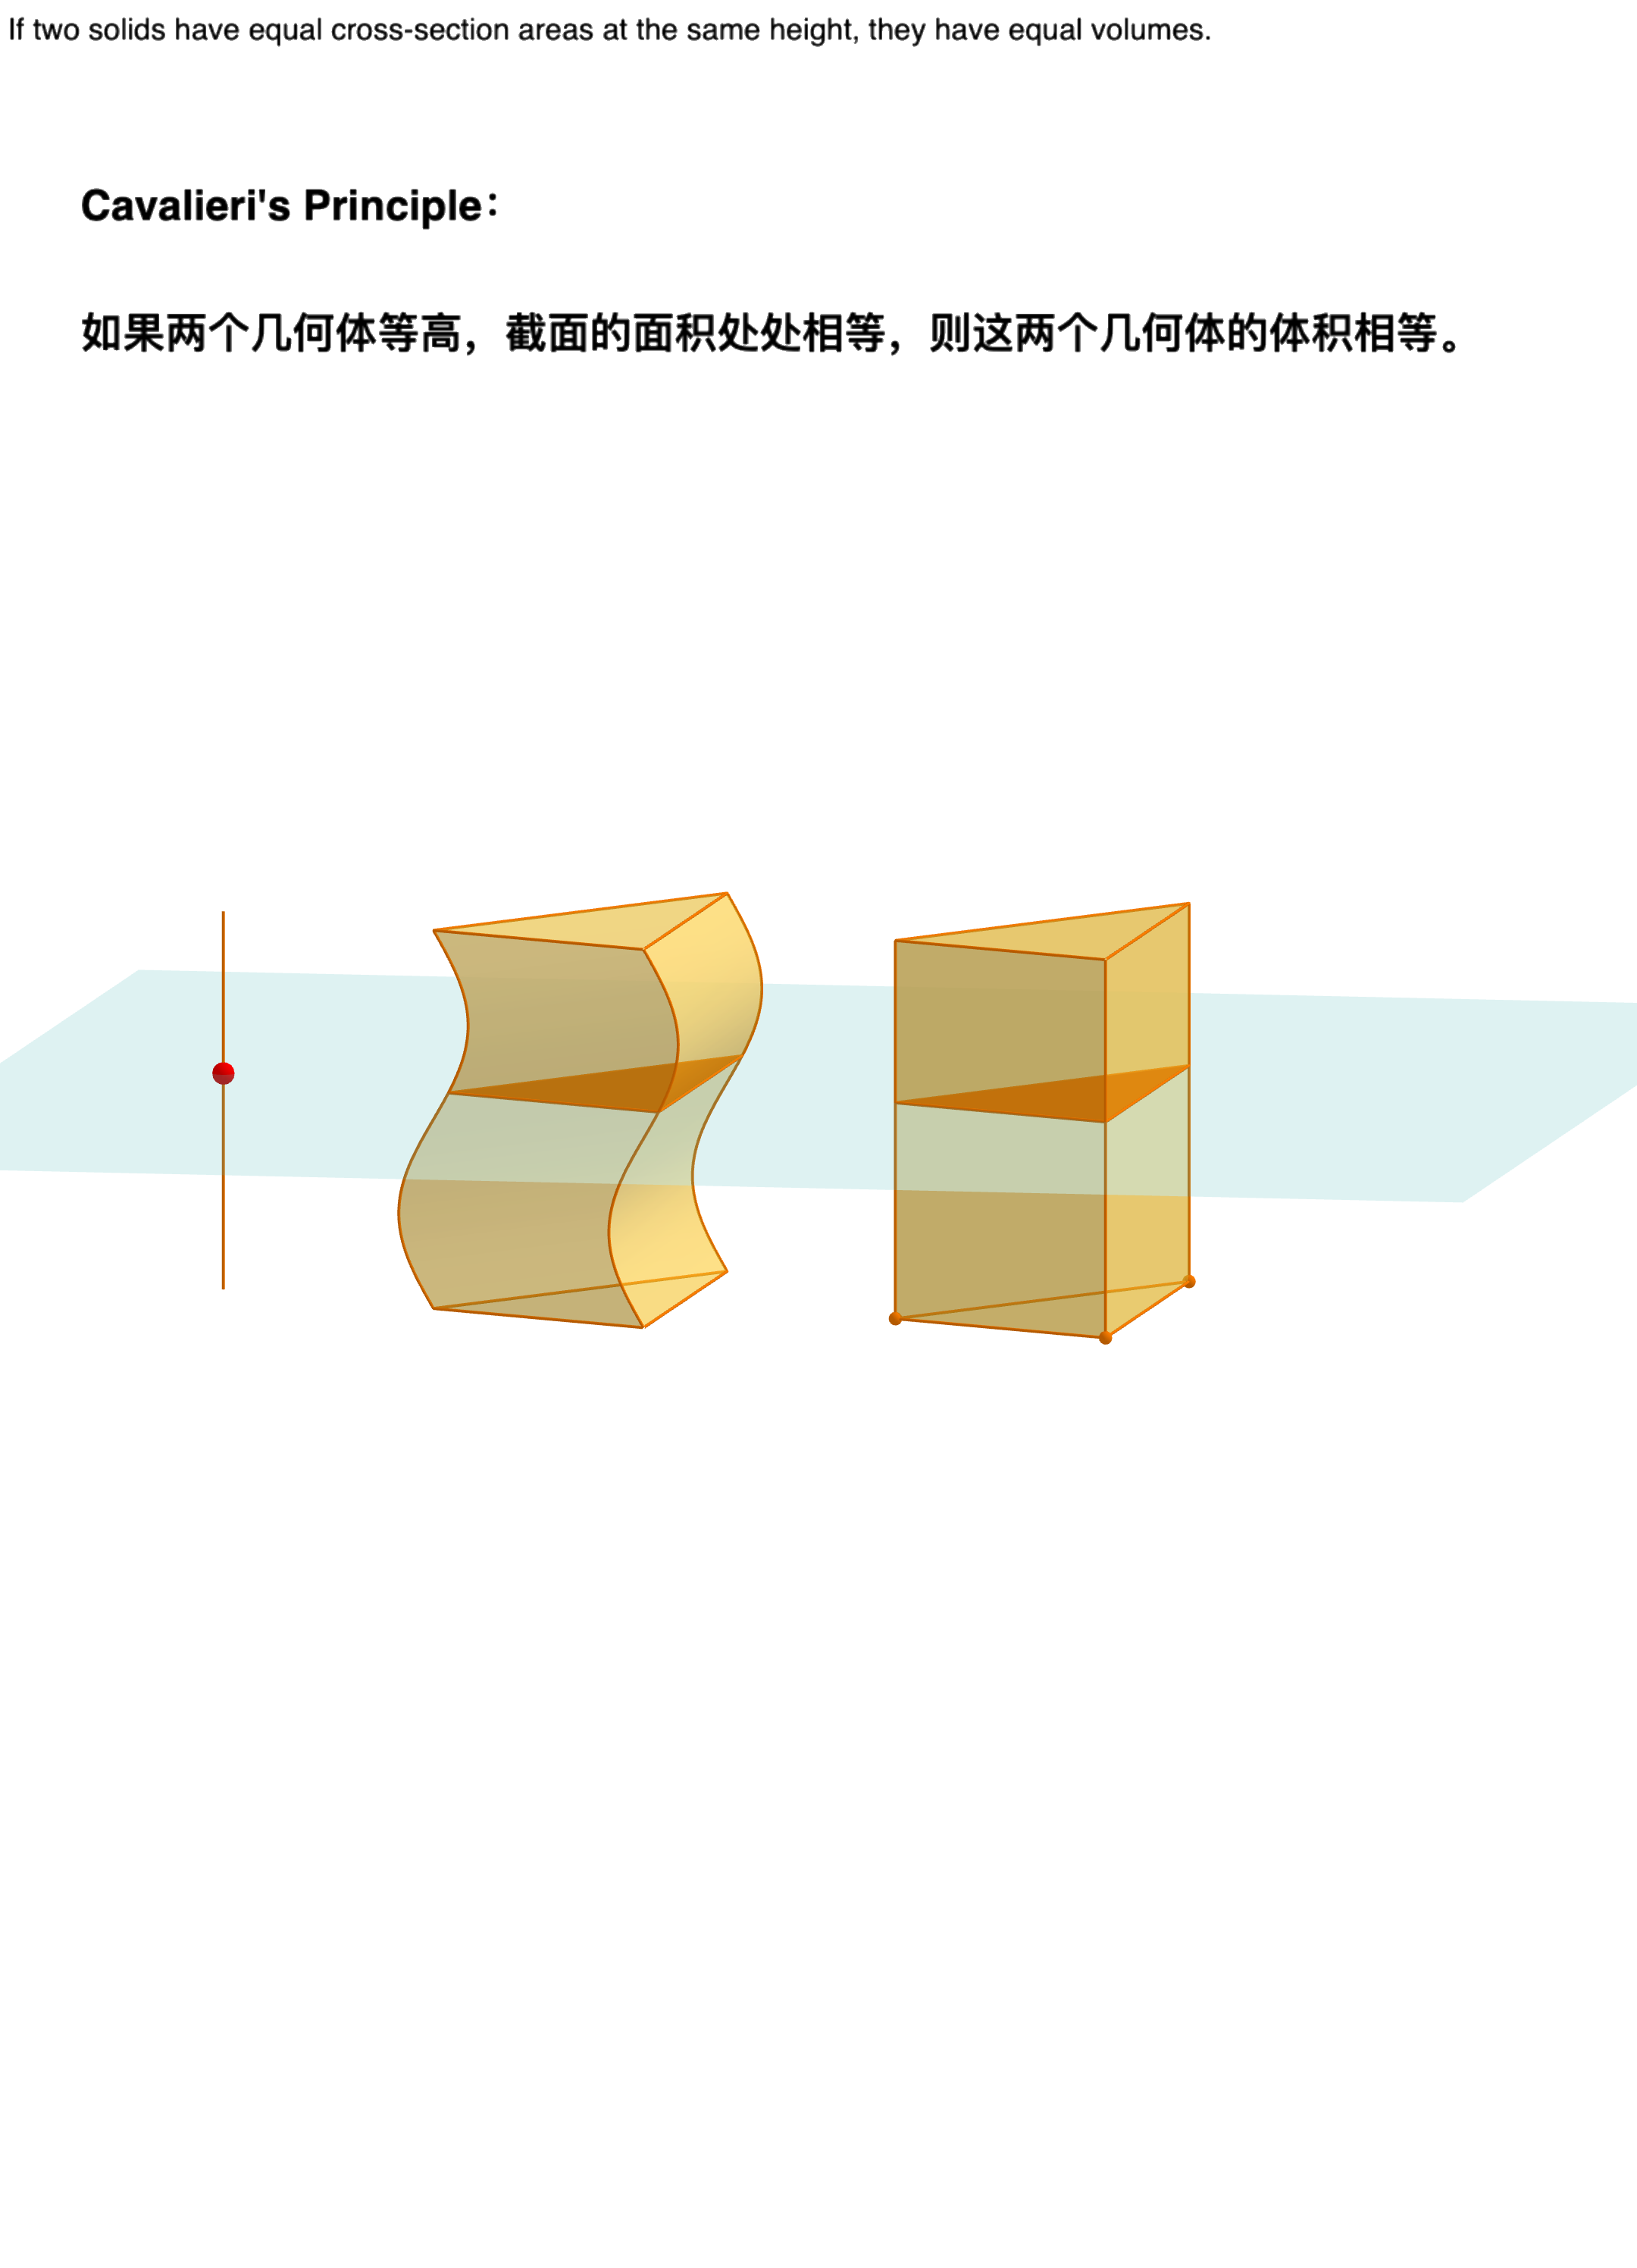 If two solids have equal cross-section areas at the same height, they have equal volumes.
Cavalieri's Principle：
如果两个几何体等高，截面的面积处处相等，则这两个几何体的体积相等。